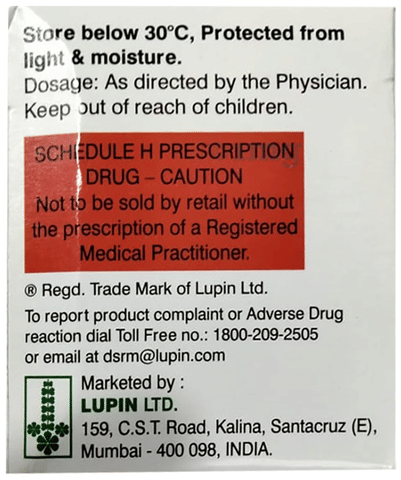 Store below 30°C, Protected from
light & moisture.
Dosage: As directed by the Physician.
Keep out of reach of children.
SCHEDULE H PRESCRIPTION
DRUG – CAUTION
Not to be sold by retail without
the prescription of a Registered
Medical Practitioner.
® Regd. Trade Mark of Lupin Ltd.
To report product complaint or Adverse Drug
reaction dial Toll Free no.: 1800-209-2505
or email at dsrm@lupin.com
Marketed by :
LUPIN LTD.
159, C.S.T. Road, Kalina, Santacruz (E),
Mumbai - 400 098, INDIA.